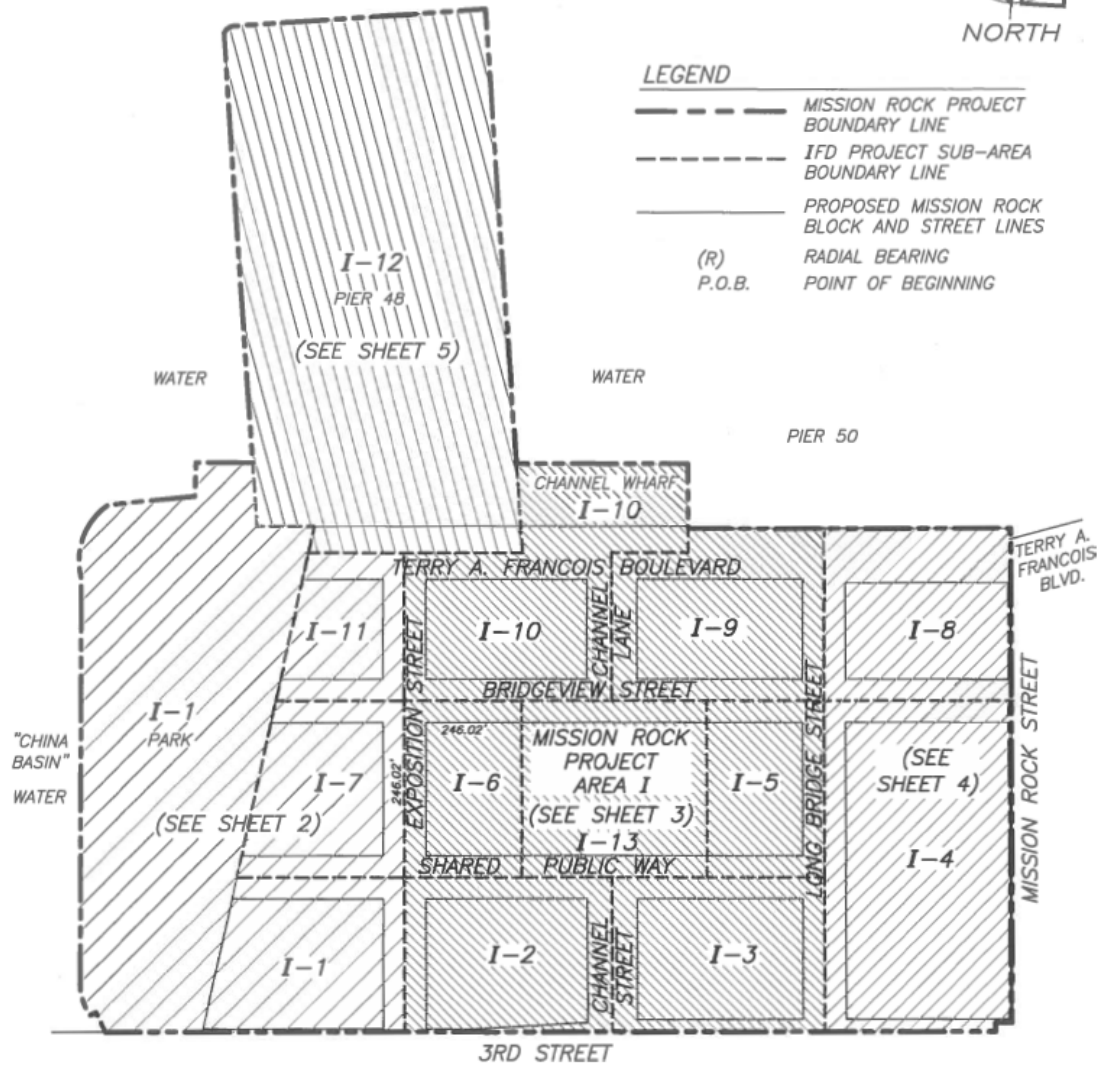 NORTH
LEGEND
MISSION ROCK PROJECT
BOUNDARY LINE
IFD PROJECT SUB-AREA
BOUNDARY LINE
PROPOSED MISSION ROCK
BLOCK AND STREET LINES
(R) RADIAL BEARING
P.O.B. POINT OF BEGINNING
I-12
PIER 48
(SEE SHEET 5)
WATER
WATER
PIER 50
CHANNEL WHARF
I-10
TERRY A.
FRANCOIS
BLVD.
TERRY A. FRANCOIS BOULEVARD
I-11
EXPOSITION STREET
I-10
CHANNEL
LANE
I-9
I-8
BRIDGEVIEW STREET
I-1
PARK
"CHINA
BASIN"
WATER
(SEE SHEET 2)
I-7
246.02'
246.02'
I-6
MISSION ROCK
PROJECT
AREA I
(SEE SHEET 3)
I-13
I-5
LONG BRIDGE STREET
(SEE
SHEET 4)
I-4
MISSION ROCK STREET
SHARED PUBLIC WAY
I-1
I-2
CHANNEL
STREET
I-3
3RD STREET